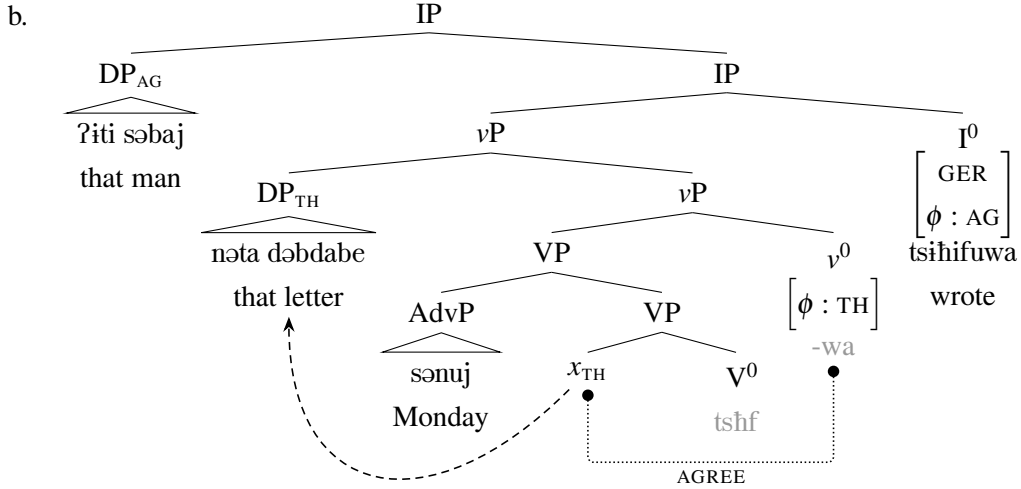 b. IP
DP_AG IP
ʔɨti səbaj
that man
vP I⁰
[GER
ϕ : AG]
tsɨħifuwa
wrote
DP_TH vP
nəta dəbdabe
that letter
VP v⁰
[ϕ : TH]
-wa
AdvP VP
sənuj
Monday
x_TH V⁰
tsħf
AGREE